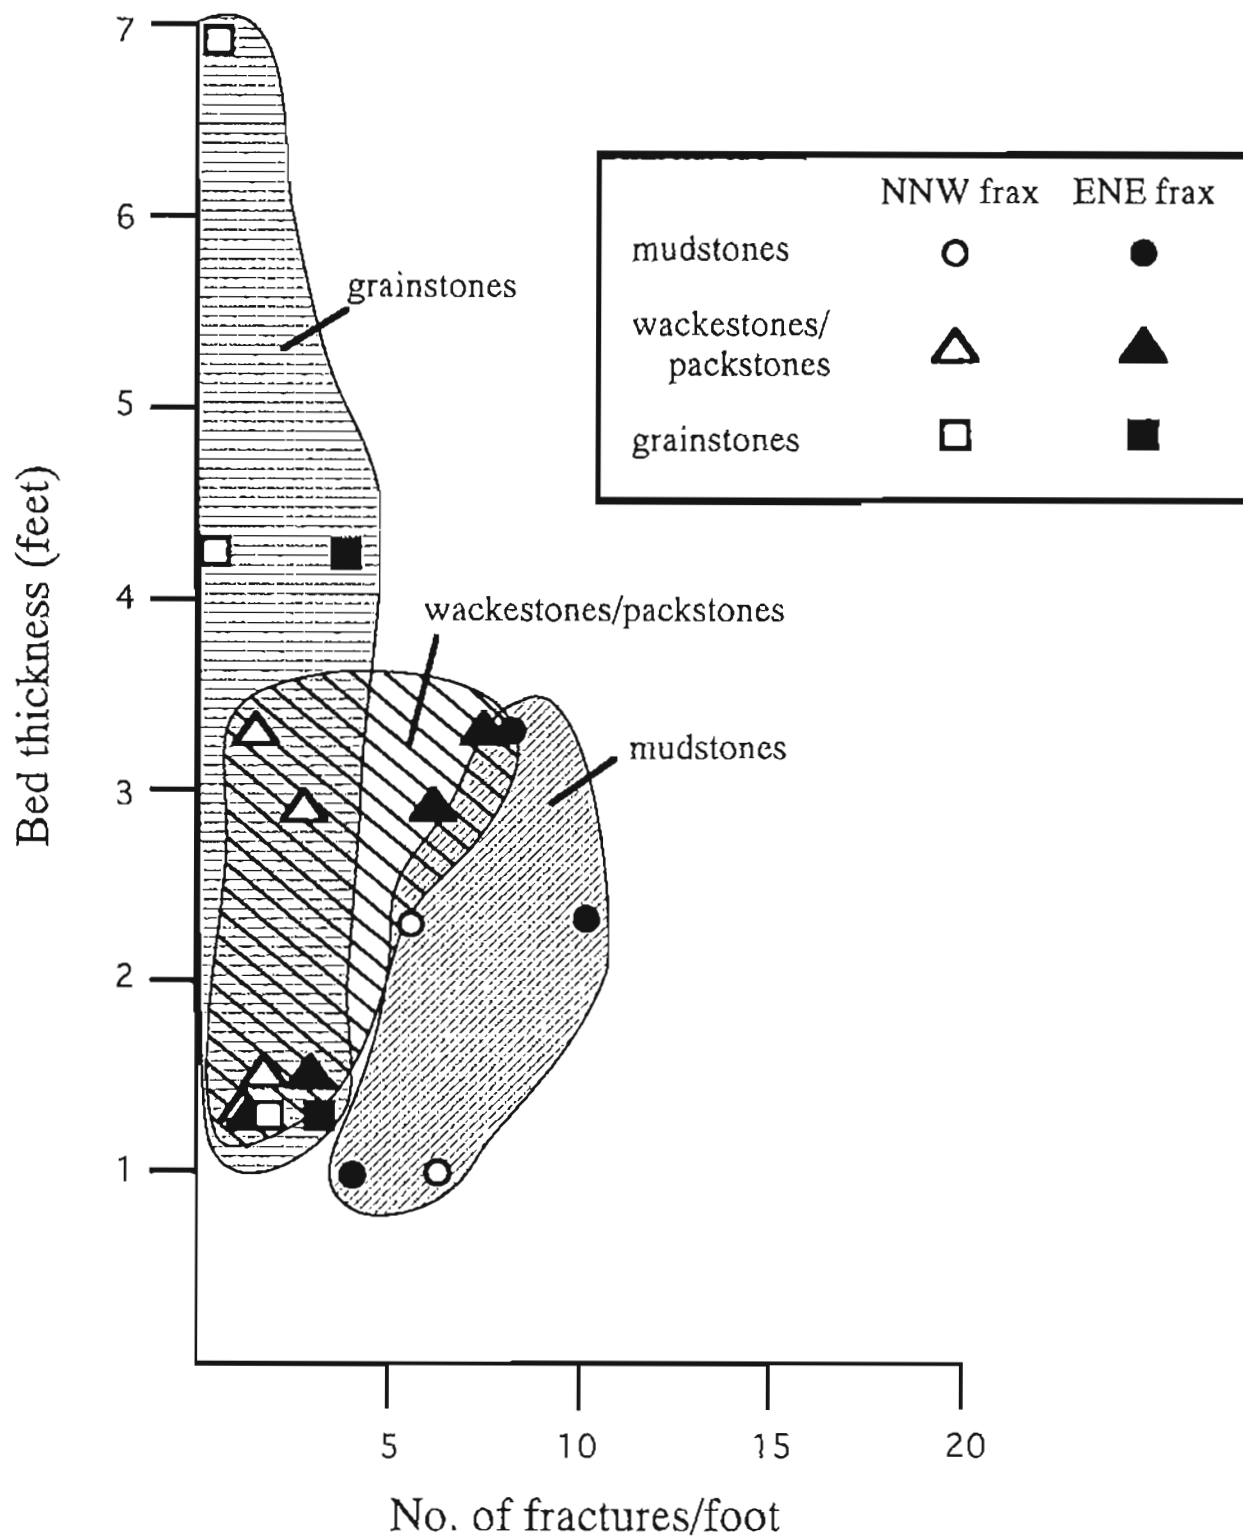 7
6
5
4
3
2
1
Bed thickness (feet)
grainstones
wackestones/packstones
mudstones
NNW frax ENE frax
mudstones
wackestones/
packstones
grainstones
5 10 15 20
No. of fractures/foot